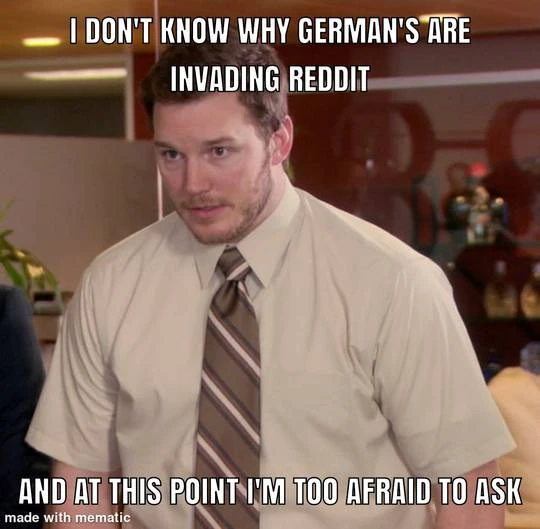 I DON'T KNOW WHY GERMAN'S ARE
INVADING REDDIT
AND AT THIS POINT I'M TOO AFRAID TO ASK
made with mematic